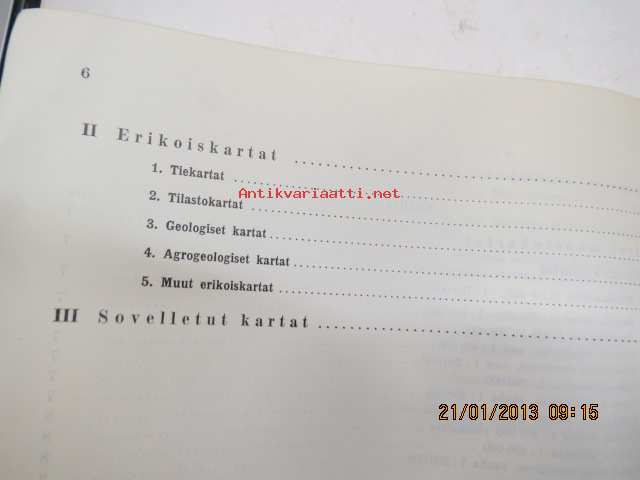 6
II Erikoiskartat
1. Tiekartat
Antikvariaatti.net
2. Tilastokartat
3. Geologiset kartat
4. Agrogeologiset kartat
5. Muut erikoiskartat
III Sovelletut kartat
21/01/2013 09:15